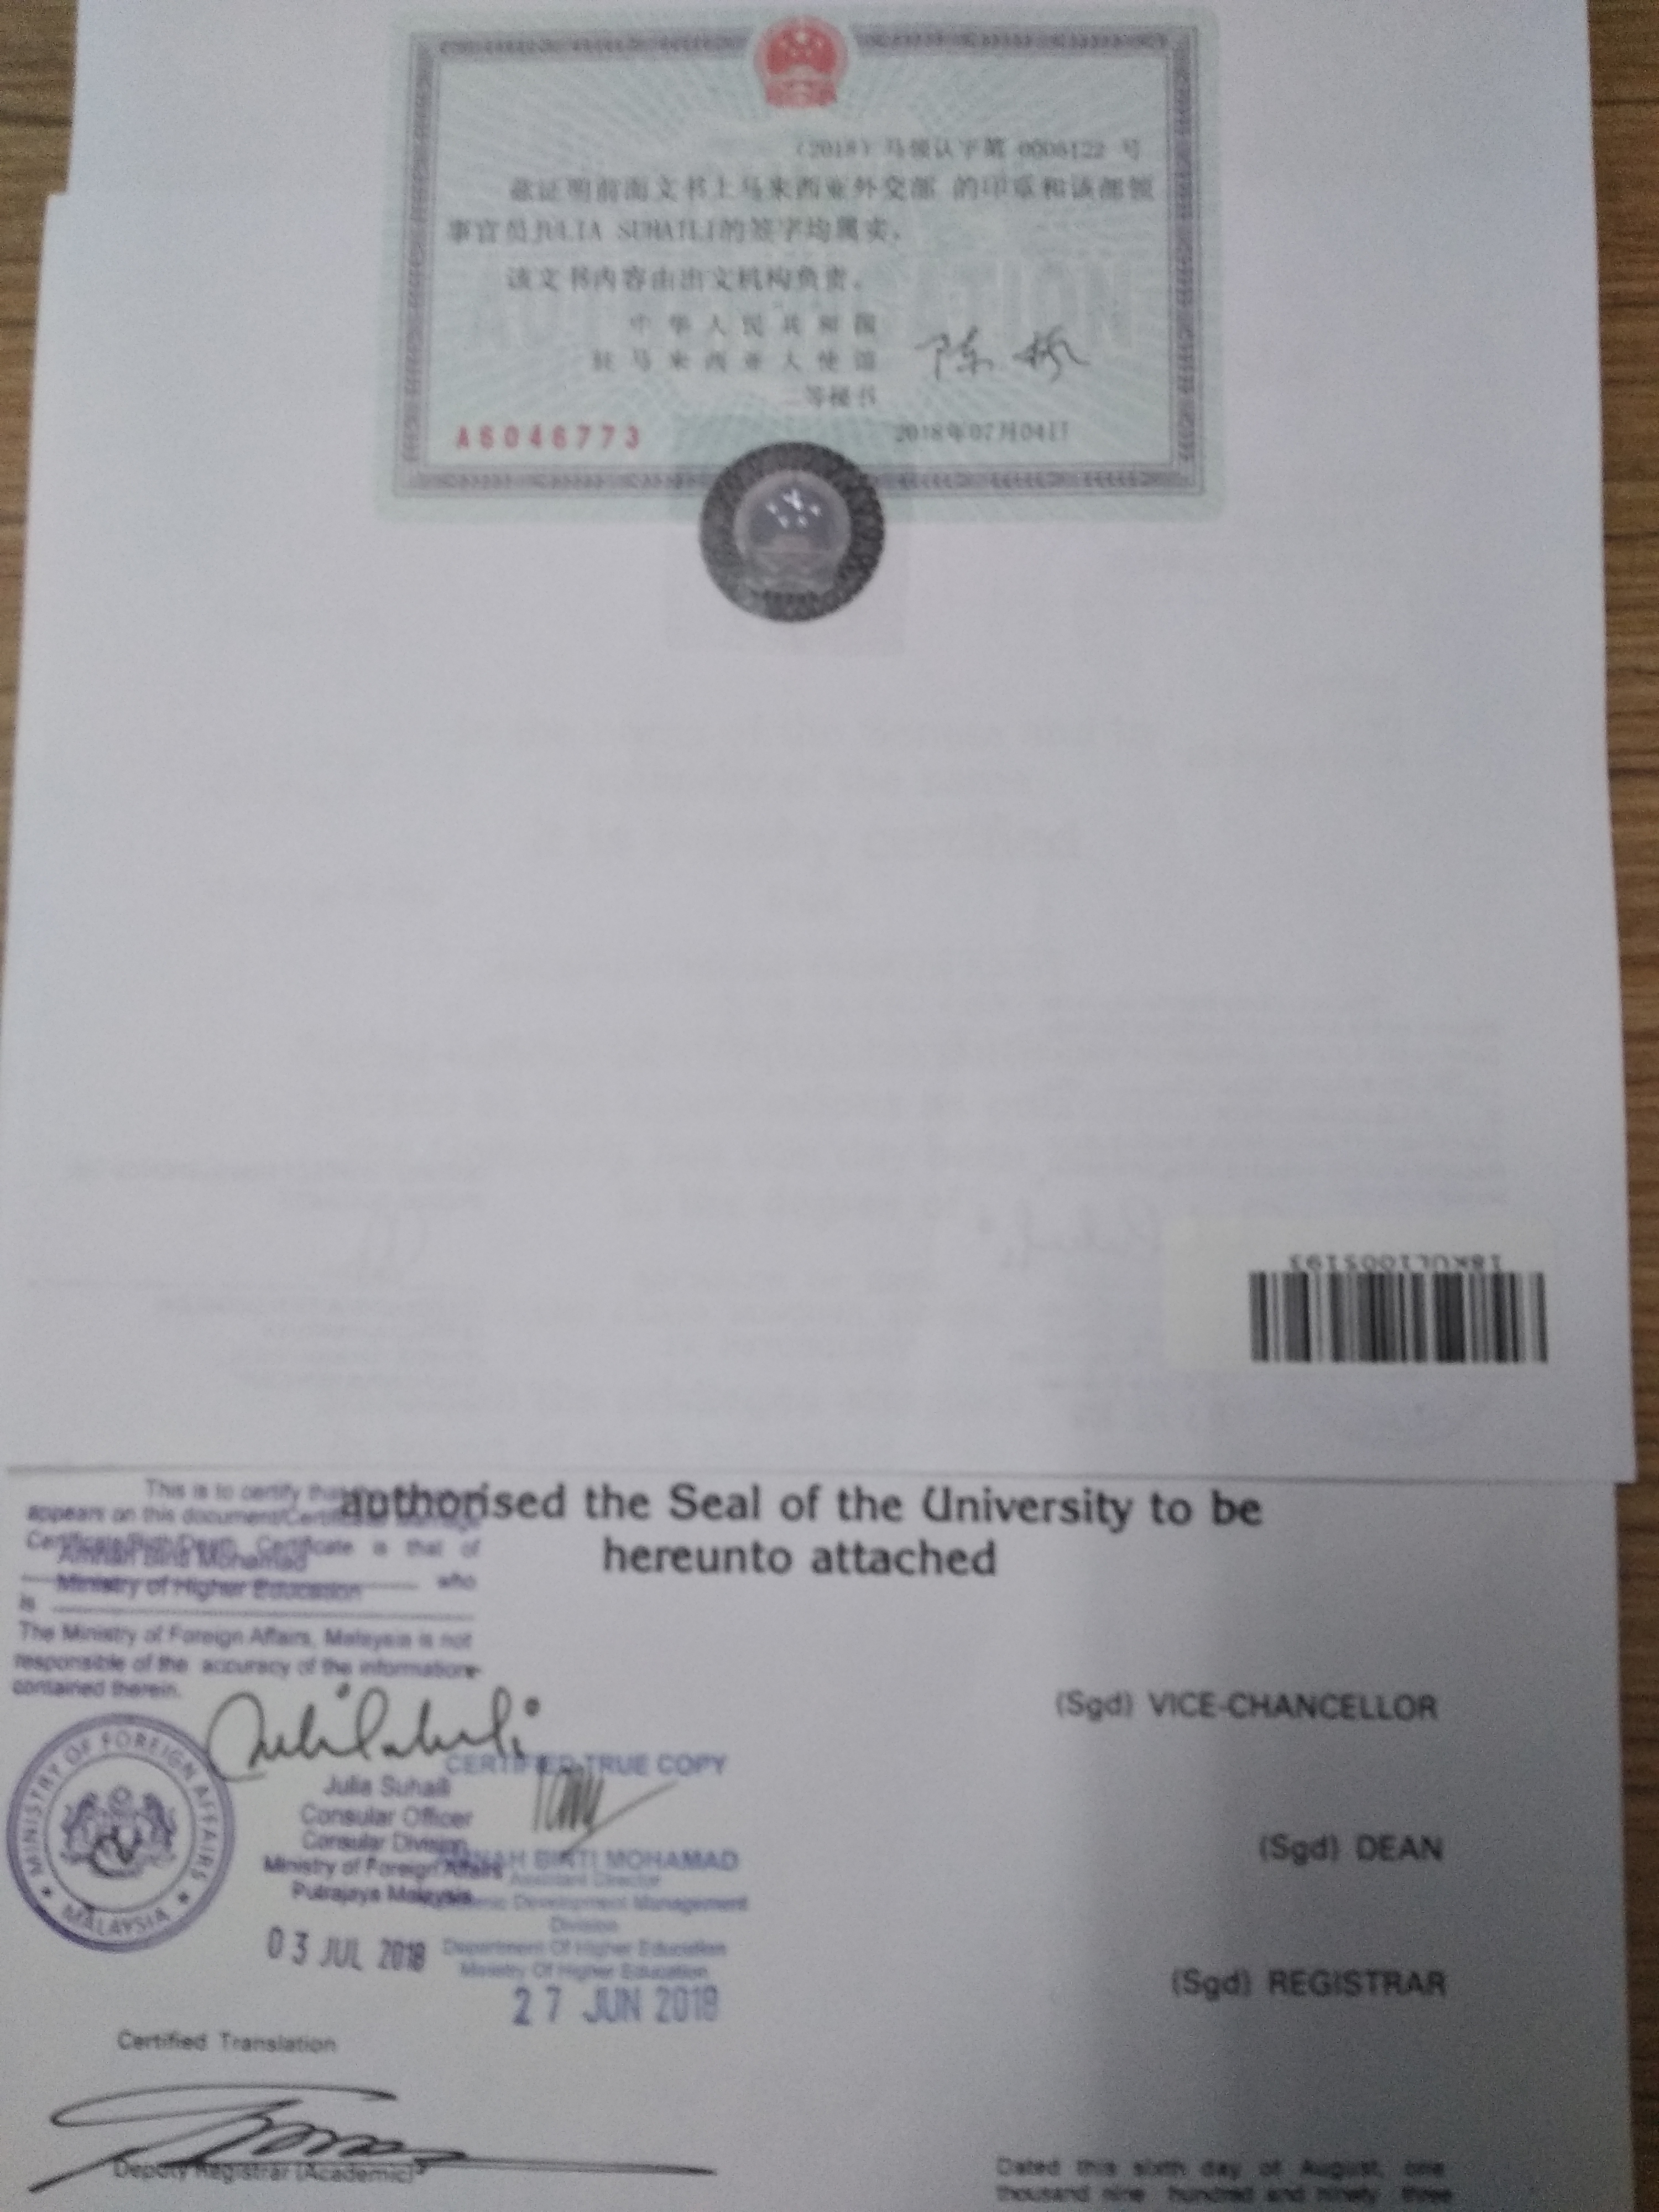 (2018) 马领认字第 0006122 号
兹证明前面文书上马来西亚外交部 的印章和该部领
事官员JULIA SUHAILI的签字均属实。
该文书内容由出文机构负责。
中华人民共和国
驻马来西亚大使馆
二等秘书
陈
A6046773
2018年07月04日
18KUL1005193
This is to certify that
appears on this document/Certificate/Marriage
Certificate/Birth/Death Certificate is that of
Aminah Binti Mohamad
Ministry of Higher Education who
is
The Ministry of Foreign Affairs, Malaysia is not
responsible of the accuracy of the informations
contained therein.
authorised the Seal of the University to be
hereunto attached
(Sgd) VICE-CHANCELLOR
(Sgd) DEAN
(Sgd) REGISTRAR
MINISTRY OF FOREIGN AFFAIRS
MALAYSIA
Julia Suhaili
Consular Officer
Consular Division
Ministry of Foreign Affairs
Putrajaya Malaysia
03 JUL 2018
CERTIFIED TRUE COPY
BINTI MOHAMAD
Assistant Director
Development Management
Division
Department Of Higher Education
Ministry Of Higher Education
27 JUN 2018
Certified Translation
Deputy Registrar (Academic)
Dated this sixth day of August, one
thousand nine hundred and ninety three